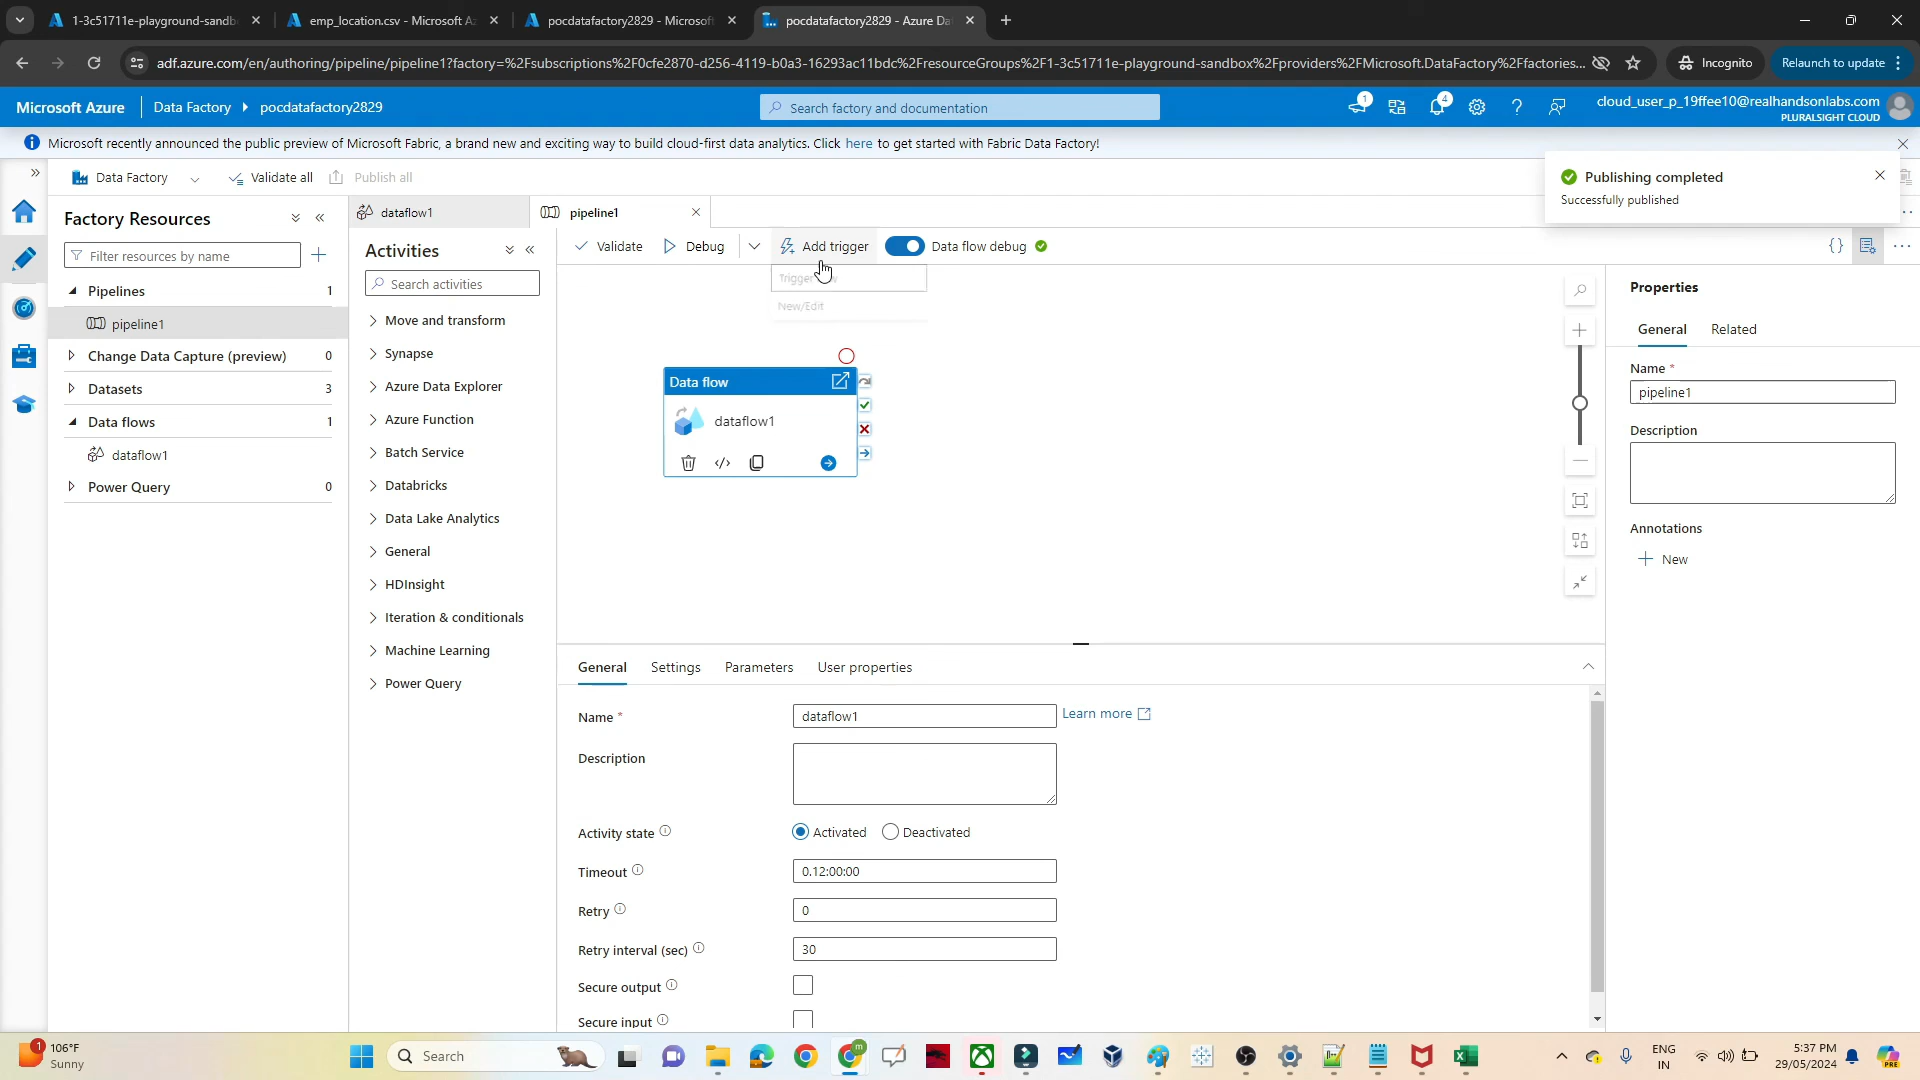 1-3c51711e-playground-sandb
emp_location.csv - Microsoft Az
pocdatafactory2829 - Microsof
pocdatafactory2829 - Azure Da
adf.azure.com/en/authoring/pipeline/pipeline1?factory=%2Fsubscriptions%2F0cfe2870-d256-4119-b0a3-16293ac11bdc%2FresourceGroups%2F1-3c51711e-playground-sandbox%2Fproviders%2FMicrosoft.DataFactory%2Ffactories...
Incognito
Relaunch to update
Microsoft Azure
Data Factory
pocdatafactory2829
Search factory and documentation
1
4
cloud_user_p_19ffee10@realhandsonlabs.com
PLURALSIGHT CLOUD
Microsoft recently announced the public preview of Microsoft Fabric, a brand new and exciting way to build cloud-first data analytics. Click here to get started with Fabric Data Factory!
Data Factory
Validate all
Publish all
Publishing completed
Successfully published
Factory Resources
Filter resources by name
Pipelines 1
pipeline1
Change Data Capture (preview) 0
Datasets 3
Data flows 1
dataflow1
Power Query 0
dataflow1
pipeline1
Activities
Search activities
Move and transform
Synapse
Azure Data Explorer
Azure Function
Batch Service
Databricks
Data Lake Analytics
General
HDInsight
Iteration & conditionals
Machine Learning
Power Query
Validate
Debug
Add trigger
Data flow debug
Trigger
New/Edit
Data flow
dataflow1
General
Settings
Parameters
User properties
Name *
dataflow1
Learn more
Description
Activity state
Activated
Deactivated
Timeout
0.12:00:00
Retry
0
Retry interval (sec)
30
Secure output
Secure input
Properties
General
Related
Name *
pipeline1
Description
Annotations
New
1
106°F
Sunny
Search
m
ENG
IN
5:37 PM
29/05/2024
PRE